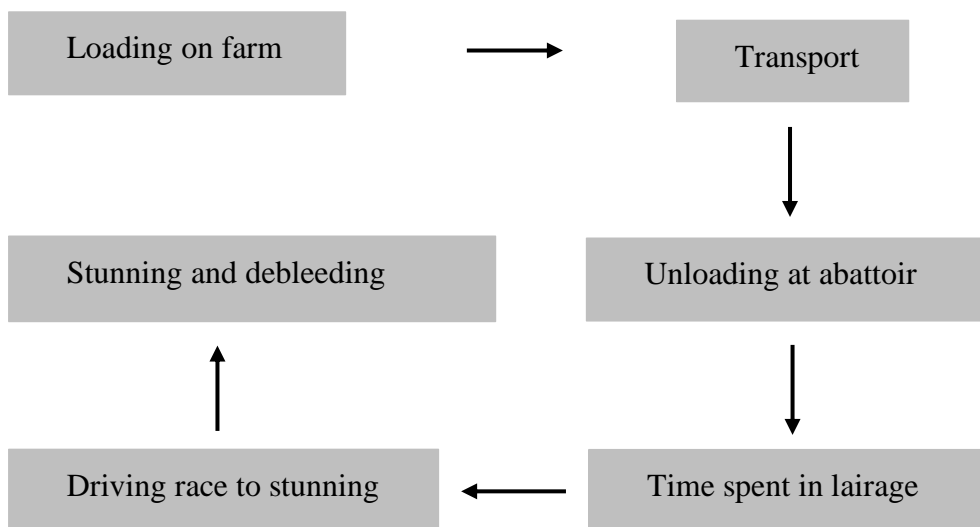 Loading on farm
Transport
Unloading at abattoir
Time spent in lairage
Driving race to stunning
Stunning and debleeding